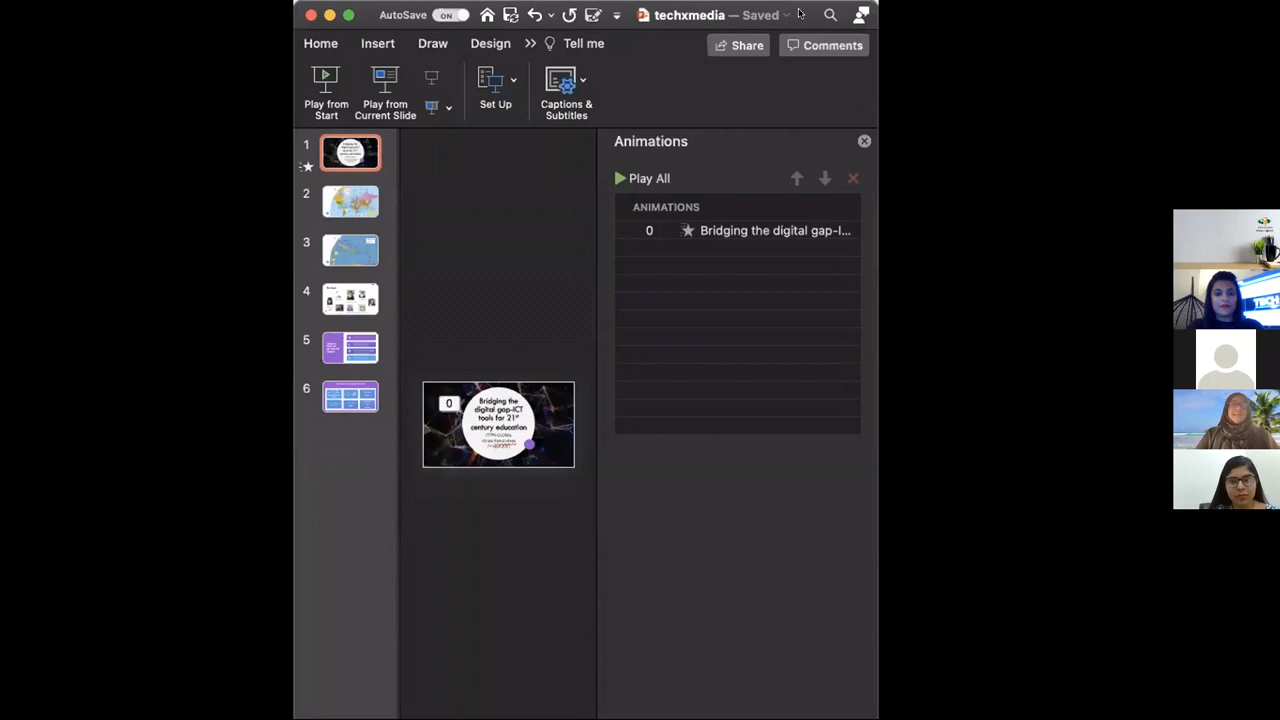 AutoSave ON
techxmedia — Saved
Home Insert Draw Design >> Tell me
Share Comments
Play from Start
Play from Current Slide
Set Up
Captions & Subtitles
1
2
3
4
5
6
0
Bridging the
digital gap-ICT
tools for 21st
century education
Animations
Play All
ANIMATIONS
0 Bridging the digital gap-I...
TECH